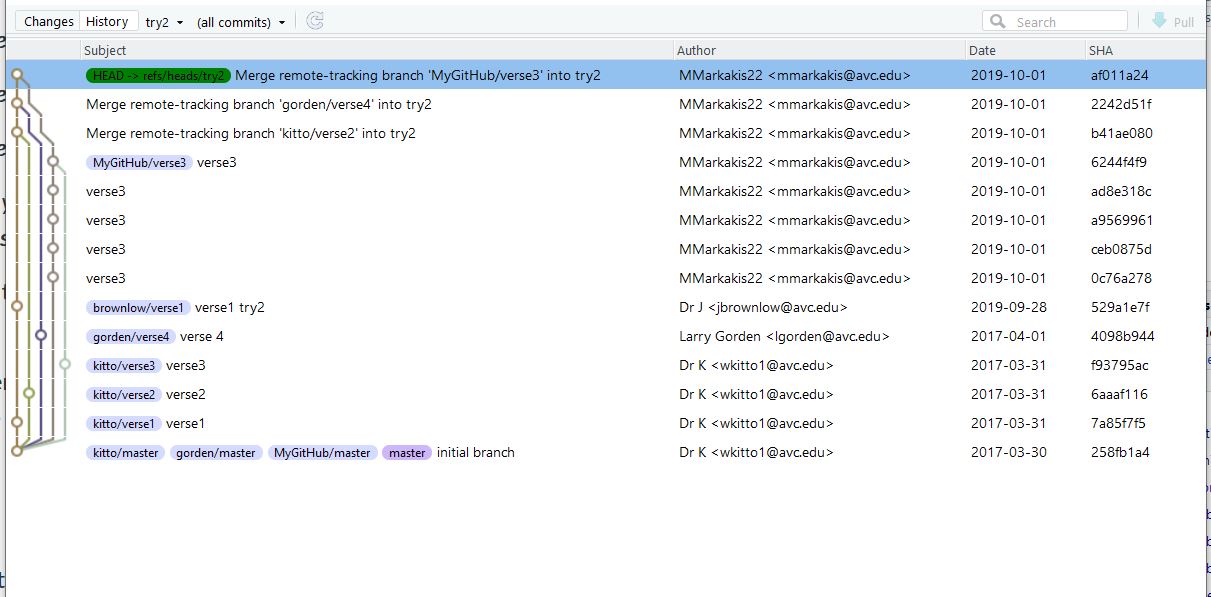 Changes History try2 (all commits) Search Pull
Subject Author Date SHA
HEAD -> refs/heads/try2 Merge remote-tracking branch 'MyGitHub/verse3' into try2 MMarkakis22 <mmarkakis@avc.edu> 2019-10-01 af011a24
Merge remote-tracking branch 'gorden/verse4' into try2 MMarkakis22 <mmarkakis@avc.edu> 2019-10-01 2242d51f
Merge remote-tracking branch 'kitto/verse2' into try2 MMarkakis22 <mmarkakis@avc.edu> 2019-10-01 b41ae080
MyGitHub/verse3 verse3 MMarkakis22 <mmarkakis@avc.edu> 2019-10-01 6244f4f9
verse3 MMarkakis22 <mmarkakis@avc.edu> 2019-10-01 ad8e318c
verse3 MMarkakis22 <mmarkakis@avc.edu> 2019-10-01 a9569961
verse3 MMarkakis22 <mmarkakis@avc.edu> 2019-10-01 ceb0875d
verse3 MMarkakis22 <mmarkakis@avc.edu> 2019-10-01 0c76a278
brownlow/verse1 verse1 try2 Dr J <jbrownlow@avc.edu> 2019-09-28 529a1e7f
gorden/verse4 verse 4 Larry Gorden <lgorden@avc.edu> 2017-04-01 4098b944
kitto/verse3 verse3 Dr K <wkitto1@avc.edu> 2017-03-31 f93795ac
kitto/verse2 verse2 Dr K <wkitto1@avc.edu> 2017-03-31 6aaaf116
kitto/verse1 verse1 Dr K <wkitto1@avc.edu> 2017-03-31 7a85f7f5
kitto/master gorden/master MyGitHub/master master initial branch Dr K <wkitto1@avc.edu> 2017-03-30 258fb1a4